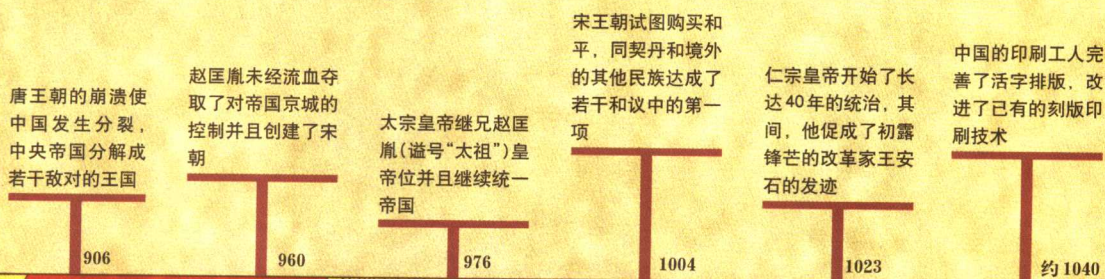 唐王朝的崩溃使
中国发生分裂，
中央帝国分解成
若干敌对的王国
906
赵匡胤未经流血夺
取了对帝国京城的
控制并且创建了宋
朝
960
太宗皇帝继兄赵匡
胤（谥号“太祖”）皇
帝位并且继续统一
帝国
976
宋王朝试图购买和
平，同契丹和境外
的其他民族达成了
若干和议中的第一
项
1004
仁宗皇帝开始了长
达40年的统治，其
间，他促成了初露
锋芒的改革家王安
石的发迹
1023
中国的印刷工人完
善了活字排版，改
进了已有的刻版印
刷技术
约1040